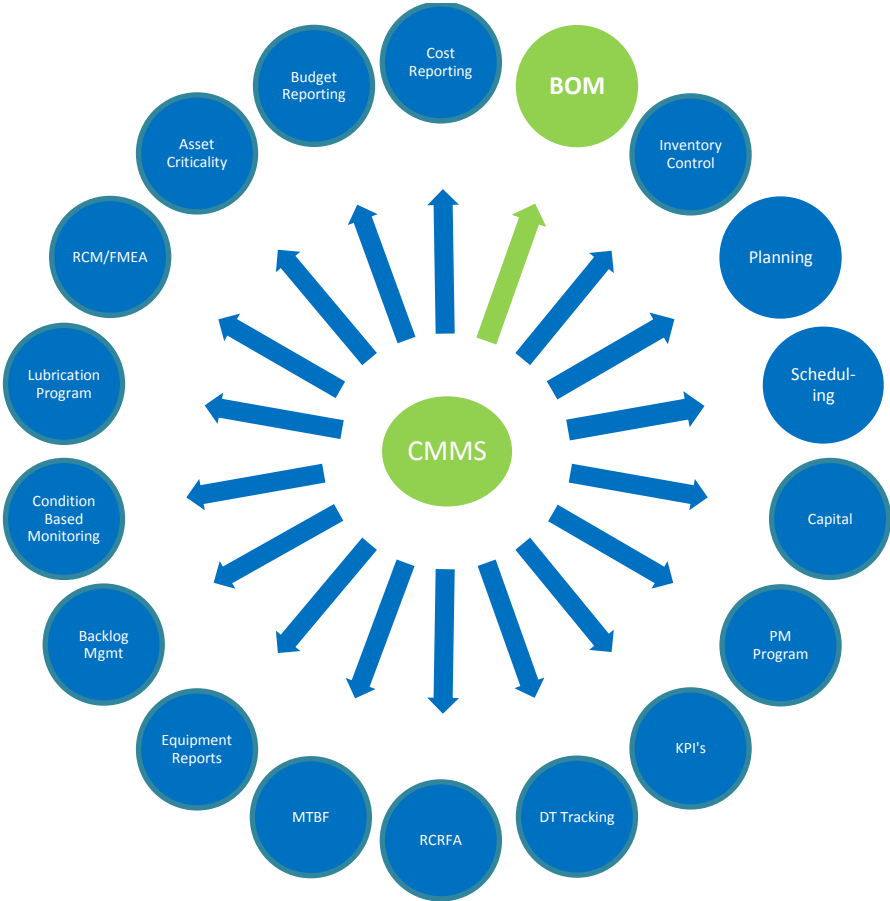 Cost
Reporting
BOM
Inventory
Control
Planning
Schedul-
ing
Capital
PM
Program
KPI's
DT Tracking
RCRFA
MTBF
Equipment
Reports
Backlog
Mgmt
Condition
Based
Monitoring
Lubrication
Program
RCM/FMEA
Asset
Criticality
Budget
Reporting
CMMS